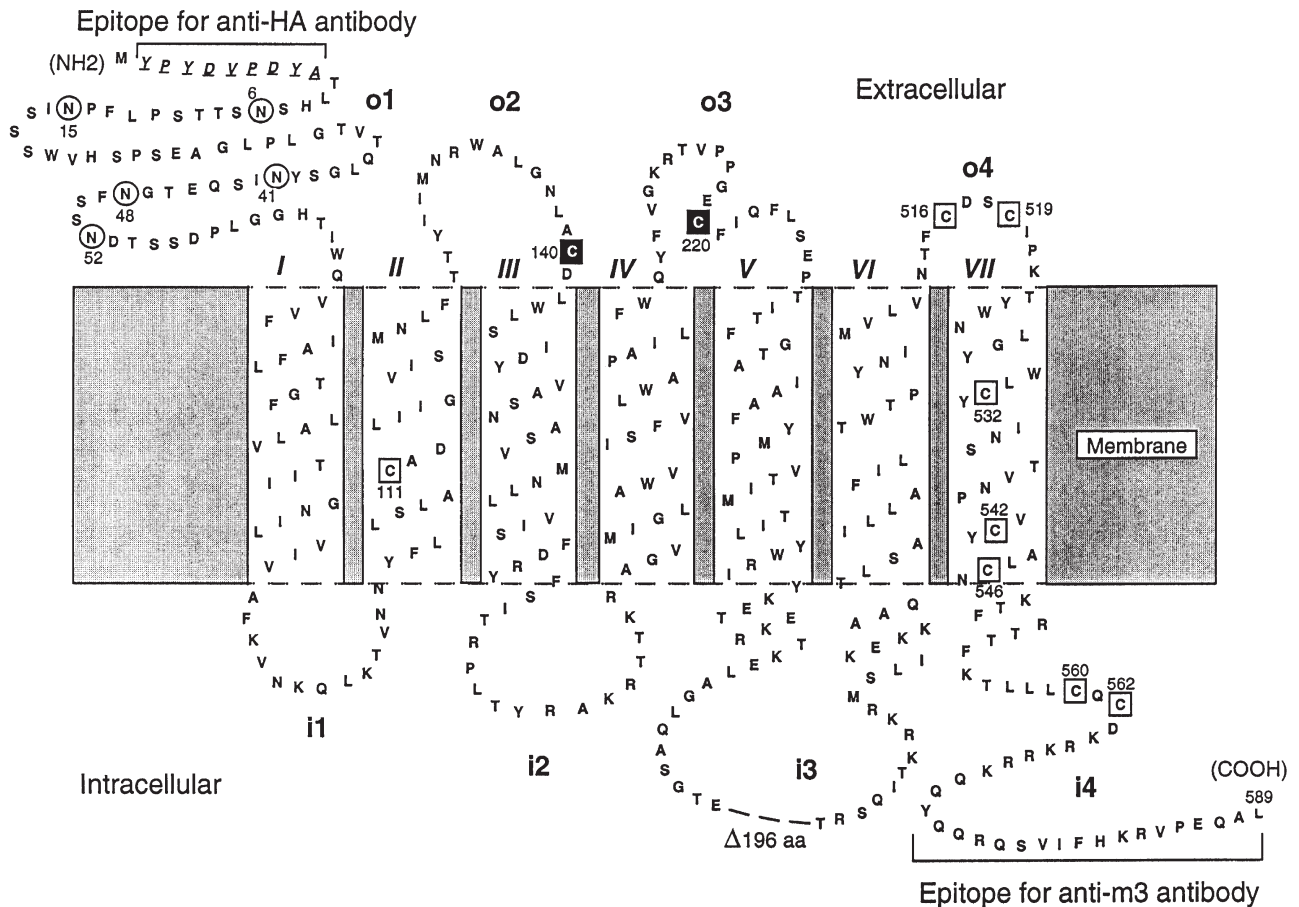 Epitope for anti-HA antibody
(NH2) M Y P Y D V P D Y A
S I N P F L P S T T S N S H L T
15
6
S S W V H S P S E A G L P L G T V T
S F N G T E Q S I N Y S G L Q
48
41
S N D T S S D P L G G H T I W Q
52
o1
o2
o3
o4
Extracellular
T T Y I I M N R W A L G N L A C D
140
Q Y F V G K R T V P P G E C F I Q F L S E P
220
N T F C D S C I P K T
516
519
I
II
III
IV
V
VI
VII
F V V
L F A I
F G T
V L A L
I I T
L I N G
V I V
M N L F
V I S
L I I G
C A D
111
L S L A
Y F L
S L W L
Y D I
N S A V
V S A
L L N M
S I V
Y R D F
F W
P A I L
L W A
I S F V
A W V
M I G L
A G V
F T I T
A T G
F A A I
P M Y
M I T V
L I T
I R W Y
M V L V
Y N I
T W T P
F I L
I L L A
T L S
N W Y
Y G L
Y C L W
532
S N I
P N V T
542
Y C V
N C L A
546
Membrane
A F K V N K Q L K T V N N
i1
F S I T R P L T Y R A K R T T K R
i2
Y K E T
E K R T
T K E L A G L Q A S G T E
Δ196 aa
T R S Q I T K R K R M
i3
A A Q
K E K K
S L I
F T K
F T T R
K T L L L C Q C D
560
562
K R K R R K Q Q
Y Q Q R Q S V I F H K R V P E Q A L
589
(COOH)
i4
Intracellular
Epitope for anti-m3 antibody